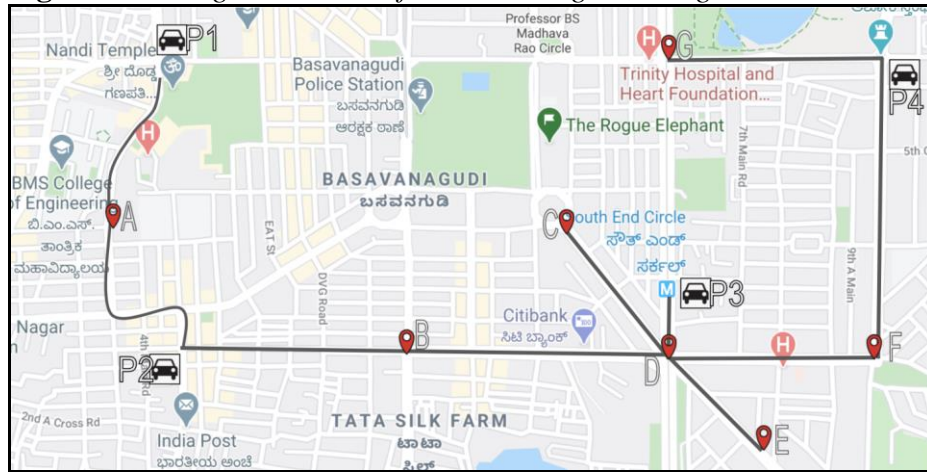 Professor BS
Madhava
Rao Circle
P1
Nandi Temple
ಶ್ರೀ ದೊಡ್ಡ
ಗಣಪತಿ...
Basavanagudi
Police Station
ಬಸವನಗುಡಿ
ಆರಕ್ಷಕ ಠಾಣೆ
H
G
Trinity Hospital and
Heart Foundation...
P4
The Rogue Elephant
7th Main Rd
5th
H
BMS College
of Engineering
ಬಿ.ಎಂ.ಎಸ್.
ತಾಂತ್ರಿಕ
ಮಹಾವಿದ್ಯಾಲಯ
A
BASAVANAGUDI
ಬಸವನಗುಡಿ
EAT St
C
outh End Circle
ಸೌತ್ ಎಂಡ್
ಸರ್ಕಲ್
M
P3
9th A Main
DVG Road
Nagar
Citibank
ಸಿಟಿ ಬ್ಯಾಂಕ್
B
D
H
F
P2
4th
Rd
2nd A Cross Rd
TATA SILK FARM
ಟಾಟಾ
ಸಿಲ್ಕ್
E
India Post
ಭಾರತೀಯ ಅಂಚೆ